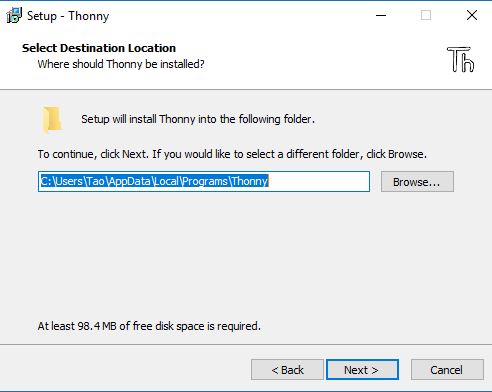 Setup - Thonny
Select Destination Location
Where should Thonny be installed?
Th
Setup will install Thonny into the following folder.
To continue, click Next. If you would like to select a different folder, click Browse.
C:\Users\Tao\AppData\Local\Programs\Thonny
Browse...
At least 98.4 MB of free disk space is required.
< Back
Next >
Cancel